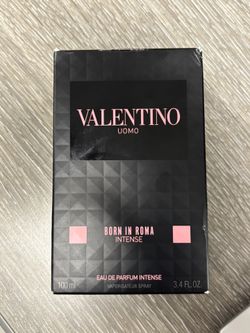 VALENTINO
UOMO
BORN IN ROMA
INTENSE
EAU DE PARFUM INTENSE
100 ml VAPORISATEUR SPRAY 3.4 FL.OZ.